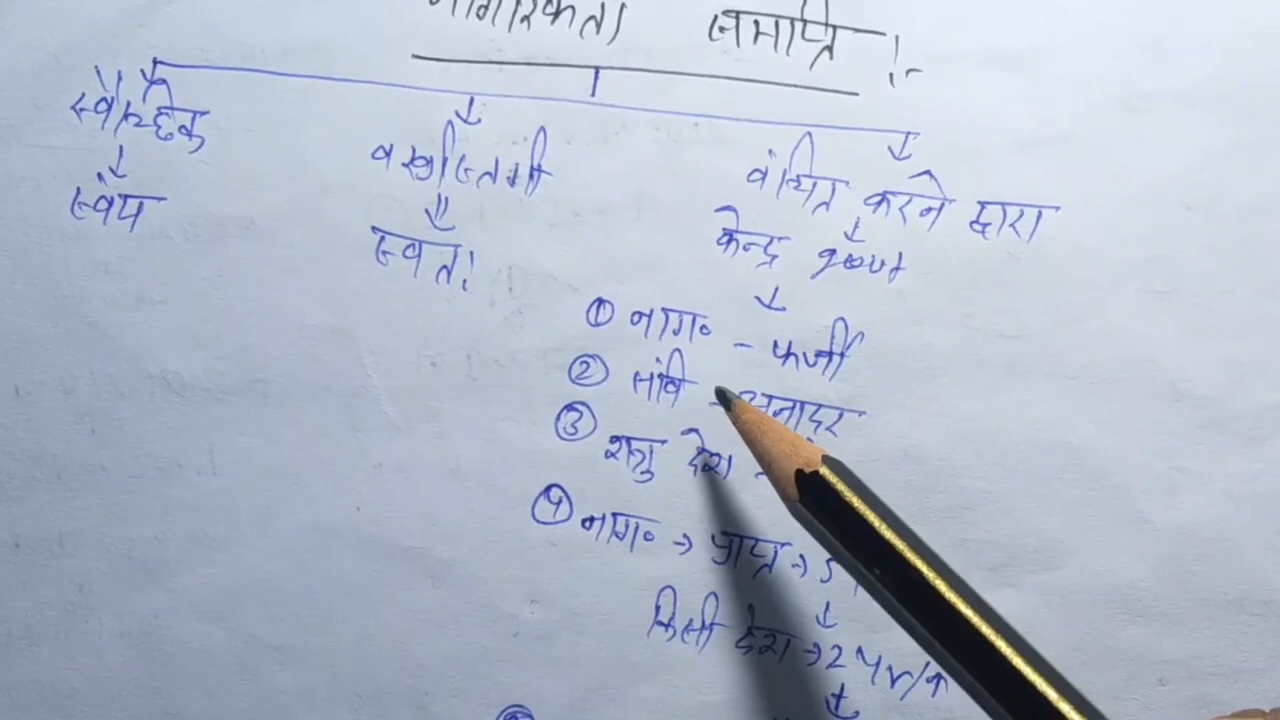 नागरिकता समाप्ति :-
स्वैच्छिक
↓
स्वयं
बर्खास्तगी
⇓
स्वतः
वंचित करने द्वारा
↓
केन्द्र govt
↓
① नाग० - फर्जी
② संवि - अनादर
③ शत्रु देश -
④ नाग० → प्राप्त → 5
↓
किसी देश → 2 yr/